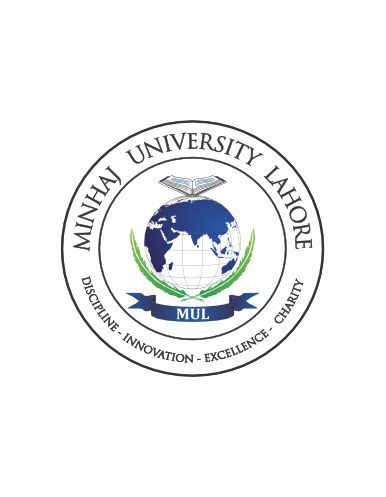 MINHAJ UNIVERSITY LAHORE
MUL
DISCIPLINE - INNOVATION - EXCELLENCE - CHARITY